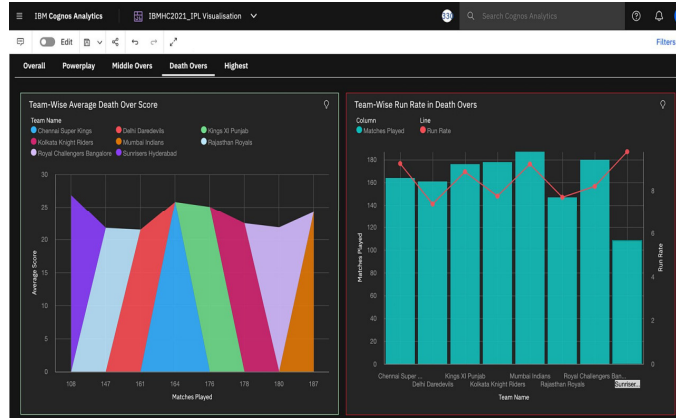 IBM Cognos Analytics
IBMHC2021_IPL Visualisation
Search Cognos Analytics
Edit
Filters
Overall Powerplay Middle Overs Death Overs Highest
Team-Wise Average Death Over Score
Team Name
Chennai Super Kings Delhi Daredevils Kings XI Punjab
Kolkata Knight Riders Mumbai Indians Rajasthan Royals
Royal Challengers Bangalore Sunrisers Hyderabad
30
25
20
15
10
5
0
Average Score
108 147 161 164 176 178 180 187
Matches Played
Team-Wise Run Rate in Death Overs
Column Line
Matches Played Run Rate
180
160
140
120
100
80
60
40
20
0
Matches Played
8
6
4
2
0
Run Rate
Chennai Super ... Kings XI Punjab Mumbai Indians Royal Challengers Ban...
Delhi Daredevils Kolkata Knight Riders Rajasthan Royals Sunriser...
Team Name